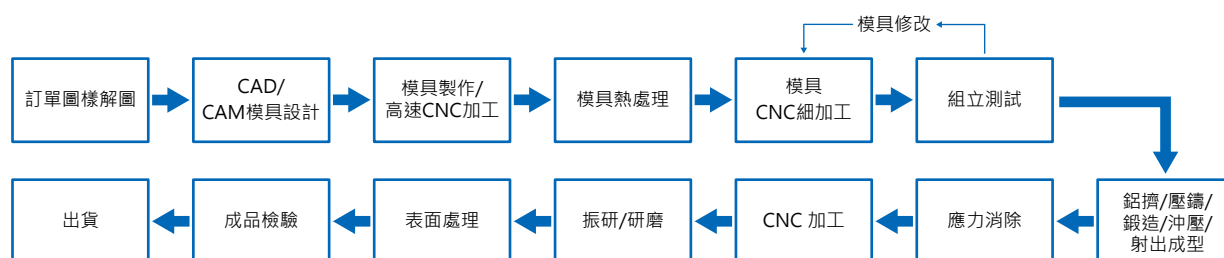 模具修改
訂單圖樣解圖
CAD/
CAM模具設計
模具製作/
高速CNC加工
模具熱處理
模具
CNC細加工
組立測試
鋁擠/壓鑄/
鍛造/沖壓/
射出成型
應力消除
CNC 加工
振研/研磨
表面處理
成品檢驗
出貨